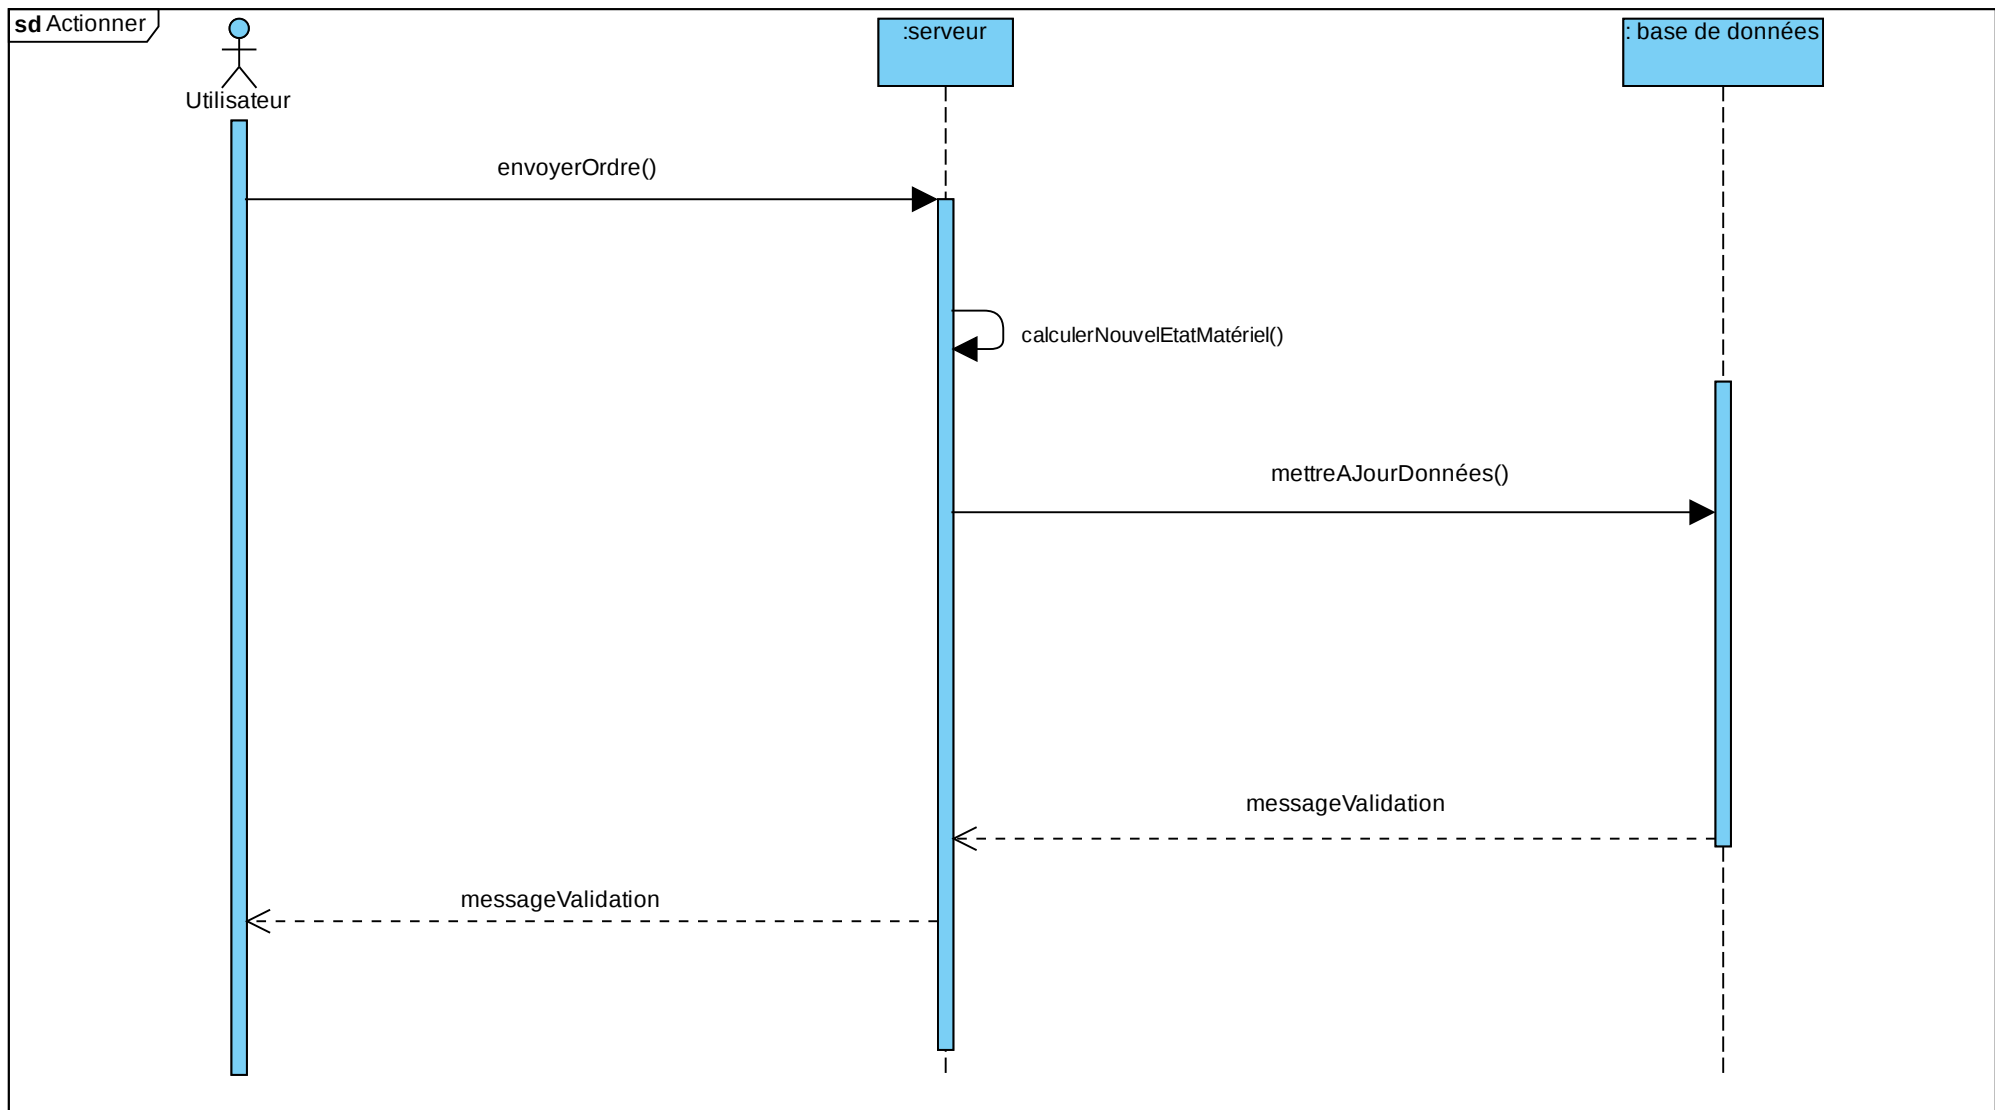 sd Actionner
Utilisateur
:serveur
: base de données
envoyerOrdre()
calculerNouvelEtatMatériel()
mettreAJourDonnées()
messageValidation
messageValidation